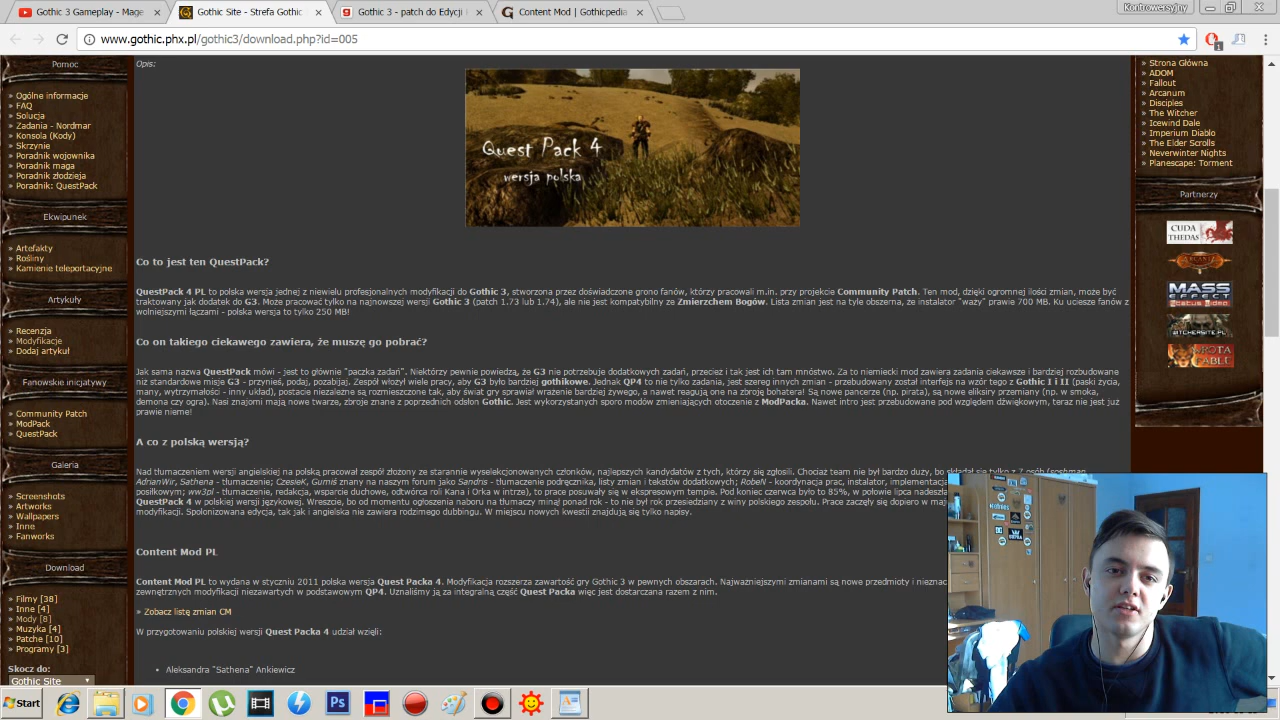 Gothic 3 Gameplay - Mage
Gothic Site - Strefa Gothic
Gothic 3 - patch do Edycji
Content Mod | Gothicpedia
Kontrowersyjny
www.gothic.phx.pl/gothic3/download.php?id=005
Pomoc
» Ogólne informacje
» FAQ
» Solucja
» Zadania - Nordmar
» Konsola (Kody)
» Skrzynie
» Poradnik wojownika
» Poradnik maga
» Poradnik złodzieja
» Poradnik: QuestPack
Ekwipunek
» Artefakty
» Rośliny
» Kamienie teleportacyjne
Artykuły
» Recenzja
» Modyfikacje
» Dodaj artykuł
Fanowskie inicjatywy
» Community Patch
» ModPack
» QuestPack
Galeria
» Screenshots
» Artworks
» Wallpapers
» Inne
» Fanworks
Download
» Filmy [38]
» Inne [4]
» Mody [8]
» Muzyka [4]
» Patche [10]
» Programy [3]
Skocz do:
Gothic Site
Opis:
Quest Pack 4
wersja polska
Co to jest ten QuestPack?
QuestPack 4 PL to polska wersja jednej z niewielu profesjonalnych modyfikacji do Gothic 3, stworzona przez doświadczone grono fanów, którzy pracowali m.in. przy projekcie Community Patch. Ten mod, dzięki ogromnej ilości zmian, może być
traktowany jak dodatek do G3. Może pracować tylko na najnowszej wersji Gothic 3 (patch 1.73 lub 1.74), ale nie jest kompatybilny ze Zmierzchem Bogów. Lista zmian jest na tyle obszerna, że instalator "waży" prawie 700 MB. Ku uciesze fanów z
wolniejszymi łączami - polska wersja to tylko 250 MB!
Co on takiego ciekawego zawiera, że muszę go pobrać?
Jak sama nazwa QuestPack mówi - jest to głównie "paczka zadań". Niektórzy pewnie powiedzą, że G3 nie potrzebuje dodatkowych zadań, przecież i tak jest ich tam mnóstwo. Za to niemiecki mod zawiera zadania ciekawsze i bardziej rozbudowane
niż standardowe misje G3 - przynieś, podaj, pozabijaj. Zespół włożył wiele pracy, aby G3 było bardziej gothikowe. Jednak QP4 to nie tylko zadania, jest szereg innych zmian - przebudowany został interfejs na wzór tego z Gothic I i II (paski życia,
many, wytrzymałości - inny układ), postacie niezależne są rozmieszczone tak, aby świat gry sprawiał wrażenie bardziej żywego, a nawet reagują one na zbroję bohatera! Są nowe pancerze (np. pirata), są nowe eliksiry przemiany (np. w smoka,
demona czy ogra). Nasi znajomi mają nowe twarze, zbroje znane z poprzednich odsłon Gothic. Jest wykorzystanych sporo modów zmieniających otoczenie z ModPacka. Nawet intro jest przebudowane pod względem dźwiękowym, teraz nie jest już
prawie nieme!
A co z polską wersją?
Nad tłumaczeniem wersji angielskiej na polską pracował zespół złożony ze starannie wyselekcjonowanych członków, najlepszych kandydatów z tych, którzy się zgłosili. Chociaż team nie był bardzo duży, bo składał się tylko z 7 osób
AdrianWir, Sathena - tłumaczenie; CzesieK, Gumiś znany na naszym forum jako Sandris - tłumaczenie podręcznika, listy zmian i tekstów dodatkowych; RobeN - koordynacja prac, instalator,
posiłkowym; ww3pl - tłumaczenie, redakcja, wsparcie duchowe, odtwórca roli Kana i Orka w intrze), to prace posuwały się w ekspresowym tempie. Pod koniec czerwca było to 85%, w połowie lipca
QuestPack 4 w polskiej wersji językowej. Wreszcie, bo od momentu ogłoszenia naboru na tłumaczy minął ponad rok - to nie był rok przesiedziany z winy polskiego zespołu. Prace zaczęły się dopiero w
modyfikacji. Spolonizowana edycja, tak jak i angielska nie zawiera rodzimego dubbingu. W miejscu nowych kwestii znajdują się tylko napisy.
Content Mod PL
Content Mod PL to wydana w styczniu 2011 polska wersja Quest Packa 4. Modyfikacja rozszerza zawartość gry Gothic 3 w pewnych obszarach. Najważniejszymi zmianami są nowe przedmioty i
zewnętrznych modyfikacji niezawartych w podstawowym QP4. Uznaliśmy ją za integralną część Quest Packa więc jest dostarczana razem z nim.
» Zobacz listę zmian CM
W przygotowaniu polskiej wersji Quest Packa 4 udział wzięli:
• Aleksandra "Sathena" Ankiewicz
» Strona Główna
» ADOM
» Fallout
» Arcanum
» Disciples
» The Witcher
» Icewind Dale
» Imperium Diablo
» The Elder Scrolls
» Neverwinter Nights
» Planescape: Torment
Partnerzy
CUDA
THEDAS
MASS
EFFECT
Start
Ps